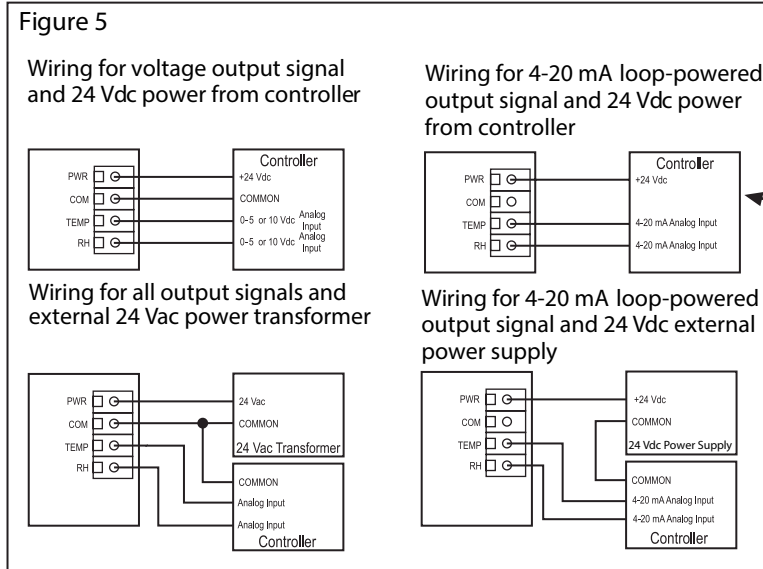 Figure 5
Wiring for voltage output signal
and 24 Vdc power from controller
PWR
COM
TEMP
RH
Controller
+24 Vdc
COMMON
0-5 or 10 Vdc Analog Input
0-5 or 10 Vdc Analog Input
Wiring for 4-20 mA loop-powered
output signal and 24 Vdc power
from controller
PWR
COM
TEMP
RH
Controller
+24 Vdc
4-20 mA Analog Input
4-20 mA Analog Input
Wiring for all output signals and
external 24 Vac power transformer
PWR
COM
TEMP
RH
24 Vac
COMMON
24 Vac Transformer
COMMON
Analog Input
Analog Input
Controller
Wiring for 4-20 mA loop-powered
output signal and 24 Vdc external
power supply
PWR
COM
TEMP
RH
+24 Vdc
COMMON
24 Vdc Power Supply
COMMON
4-20 mA Analog Input
4-20 mA Analog Input
Controller